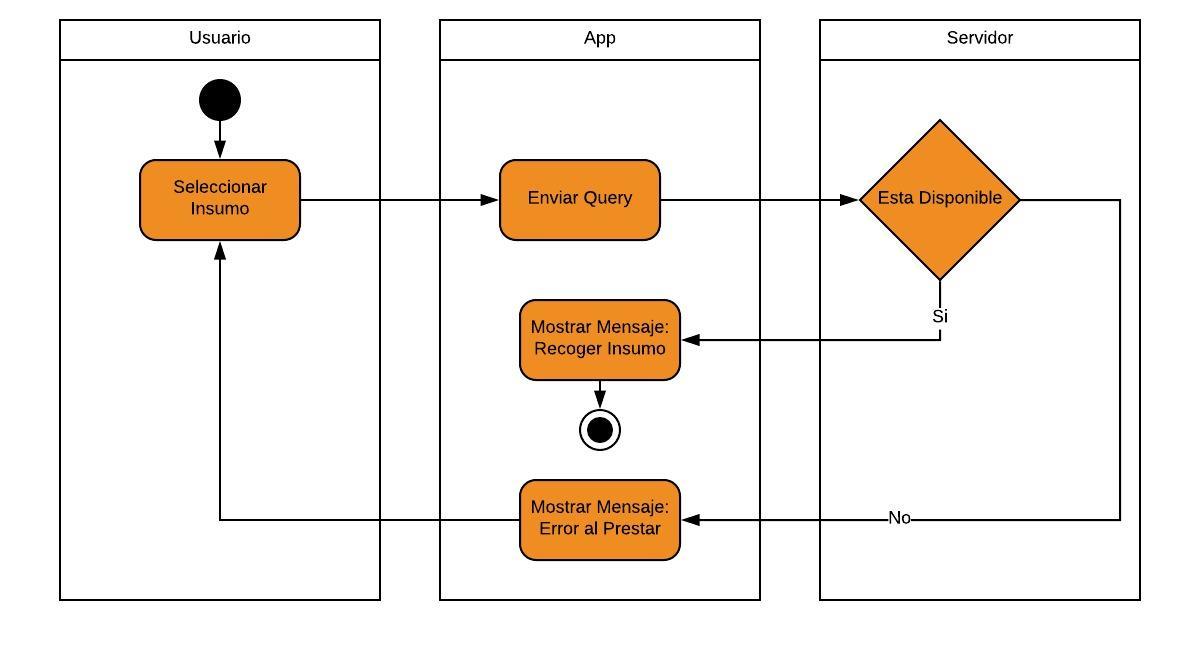 Usuario
App
Servidor
Seleccionar
Insumo
Enviar Query
Esta Disponible
Si
Mostrar Mensaje:
Recoger Insumo
Mostrar Mensaje:
Error al Prestar
No